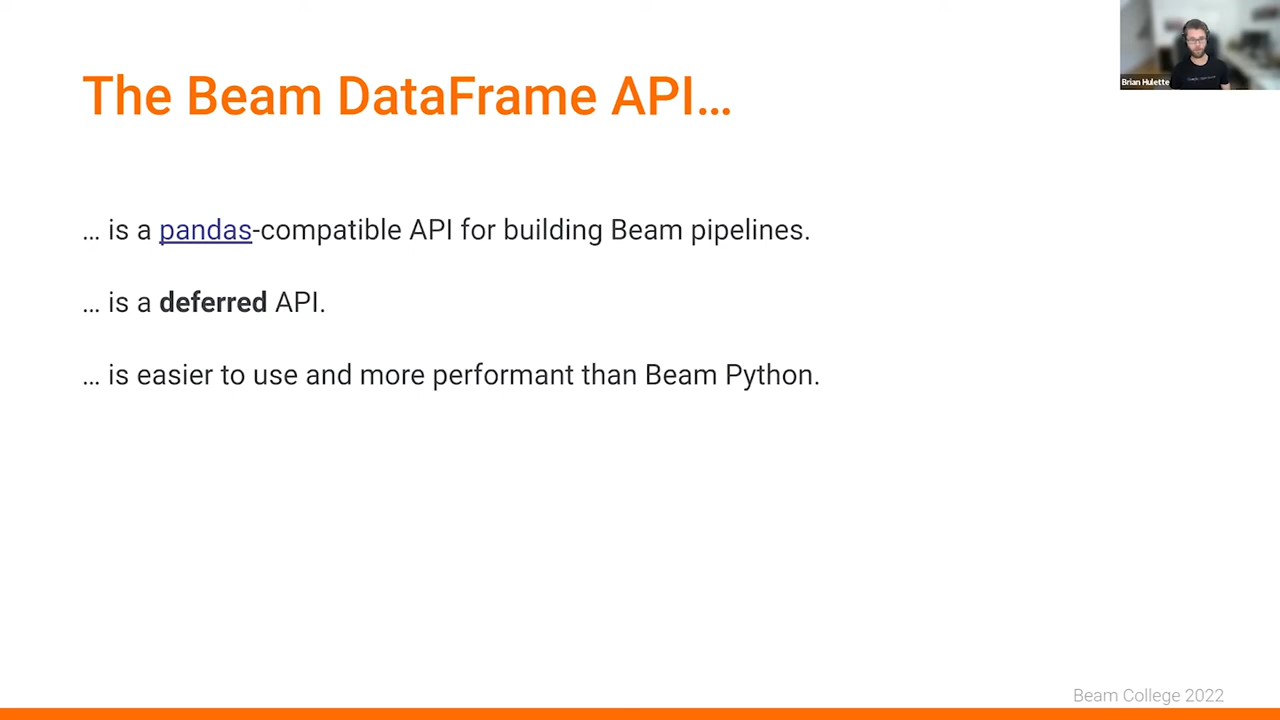 Brian Hulette
The Beam DataFrame API…
… is a pandas-compatible API for building Beam pipelines.
… is a deferred API.
… is easier to use and more performant than Beam Python.
Beam College 2022